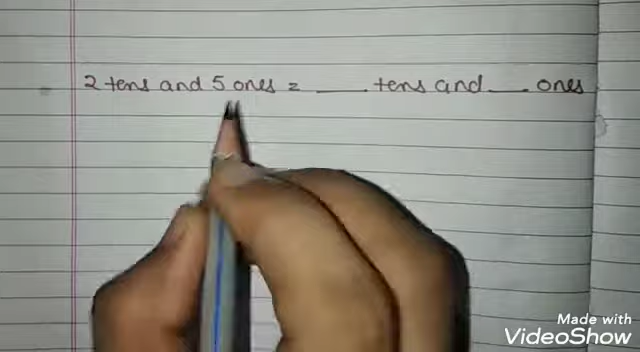 2 tens and 5 ones = ___ tens and ___ ones
Made with
VideoShow